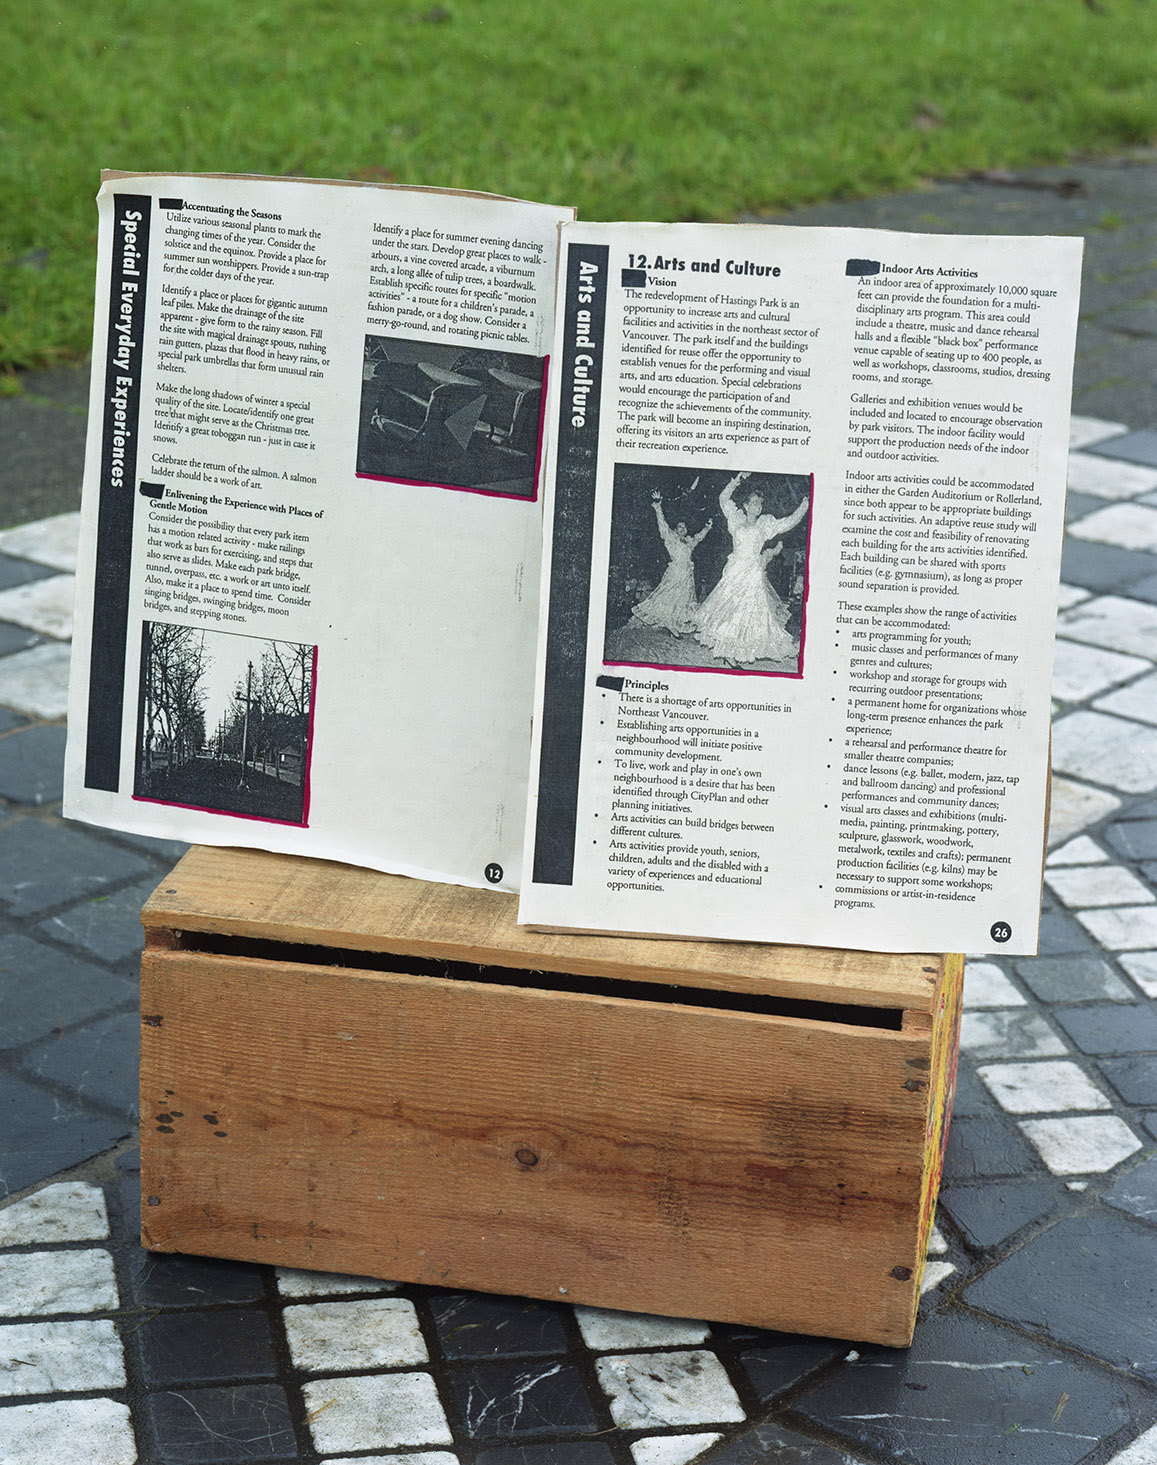 Special Everyday Experiences
Accentuating the Seasons
Utilize various seasonal plants to mark the
changing times of the year. Consider the
solstice and the equinox. Provide a place for
summer sun worshippers. Provide a sun-trap
for the colder days of the year.
Identify a place or places for gigantic autumn
leaf piles. Make the drainage of the site
apparent - give form to the rainy season. Fill
the site with magical drainage spouts, rushing
rain gutters, plazas that flood in heavy rains, or
special park umbrellas that form unusual rain
shelters.
Make the long shadows of winter a special
quality of the site. Locate/identify one great
tree that might serve as the Christmas tree.
Identify a great toboggan run - just in case it
snows.
Celebrate the return of the salmon. A salmon
ladder should be a work of art.
Enlivening the Experience with Places of
Gentle Motion
Consider the possibility that every park item
has a motion related activity - make railings
that work as bars for exercising, and steps that
also serve as slides. Make each park bridge,
tunnel, overpass, etc. a work or art unto itself.
Also, make it a place to spend time. Consider
singing bridges, swinging bridges, moon
bridges, and stepping stones.
Identify a place for summer evening dancing
under the stars. Develop great places to walk -
arbours, a vine covered arcade, a viburnum
arch, a long allée of tulip trees, a boardwalk.
Establish specific routes for specific "motion
activities" - a route for a children's parade, a
fashion parade, or a dog show. Consider a
merry-go-round, and rotating picnic tables.
12
Arts and Culture
12. Arts and Culture
Vision
The redevelopment of Hastings Park is an
opportunity to increase arts and cultural
facilities and activities in the northeast sector of
Vancouver. The park itself and the buildings
identified for reuse offer the opportunity to
establish venues for the performing and visual
arts, and arts education. Special celebrations
would encourage the participation of and
recognize the achievements of the community.
The park will become an inspiring destination,
offering its visitors an arts experience as part of
their recreation experience.
Principles
• There is a shortage of arts opportunities in
Northeast Vancouver.
• Establishing arts opportunities in a
neighbourhood will initiate positive
community development.
• To live, work and play in one's own
neighbourhood is a desire that has been
identified through CityPlan and other
planning initiatives.
• Arts activities can build bridges between
different cultures.
• Arts activities provide youth, seniors,
children, adults and the disabled with a
variety of experiences and educational
opportunities.
Indoor Arts Activities
An indoor area of approximately 10,000 square
feet can provide the foundation for a multi-
disciplinary arts program. This area could
include a theatre, music and dance rehearsal
halls and a flexible "black box" performance
venue capable of seating up to 400 people, as
well as workshops, classrooms, studios, dressing
rooms, and storage.
Galleries and exhibition venues would be
included and located to encourage observation
by park visitors. The indoor facility would
support the production needs of the indoor
and outdoor activities.
Indoor arts activities could be accommodated
in either the Garden Auditorium or Rollerland,
since both appear to be appropriate buildings
for such activities. An adaptive reuse study will
examine the cost and feasibility of renovating
each building for the arts activities identified.
Each building can be shared with sports
facilities (e.g. gymnasium), as long as proper
sound separation is provided.
These examples show the range of activities
that can be accommodated:
• arts programming for youth;
• music classes and performances of many
genres and cultures;
• workshop and storage for groups with
recurring outdoor presentations;
• a permanent home for organizations whose
long-term presence enhances the park
experience;
• a rehearsal and performance theatre for
smaller theatre companies;
• dance lessons (e.g. ballet, modern, jazz, tap
and ballroom dancing) and professional
performances and community dances;
• visual arts classes and exhibitions (multi-
media, painting, printmaking, pottery,
sculpture, glasswork, woodwork,
metalwork, textiles and crafts); permanent
production facilities (e.g. kilns) may be
necessary to support some workshops;
• commissions or artist-in-residence
programs.
26